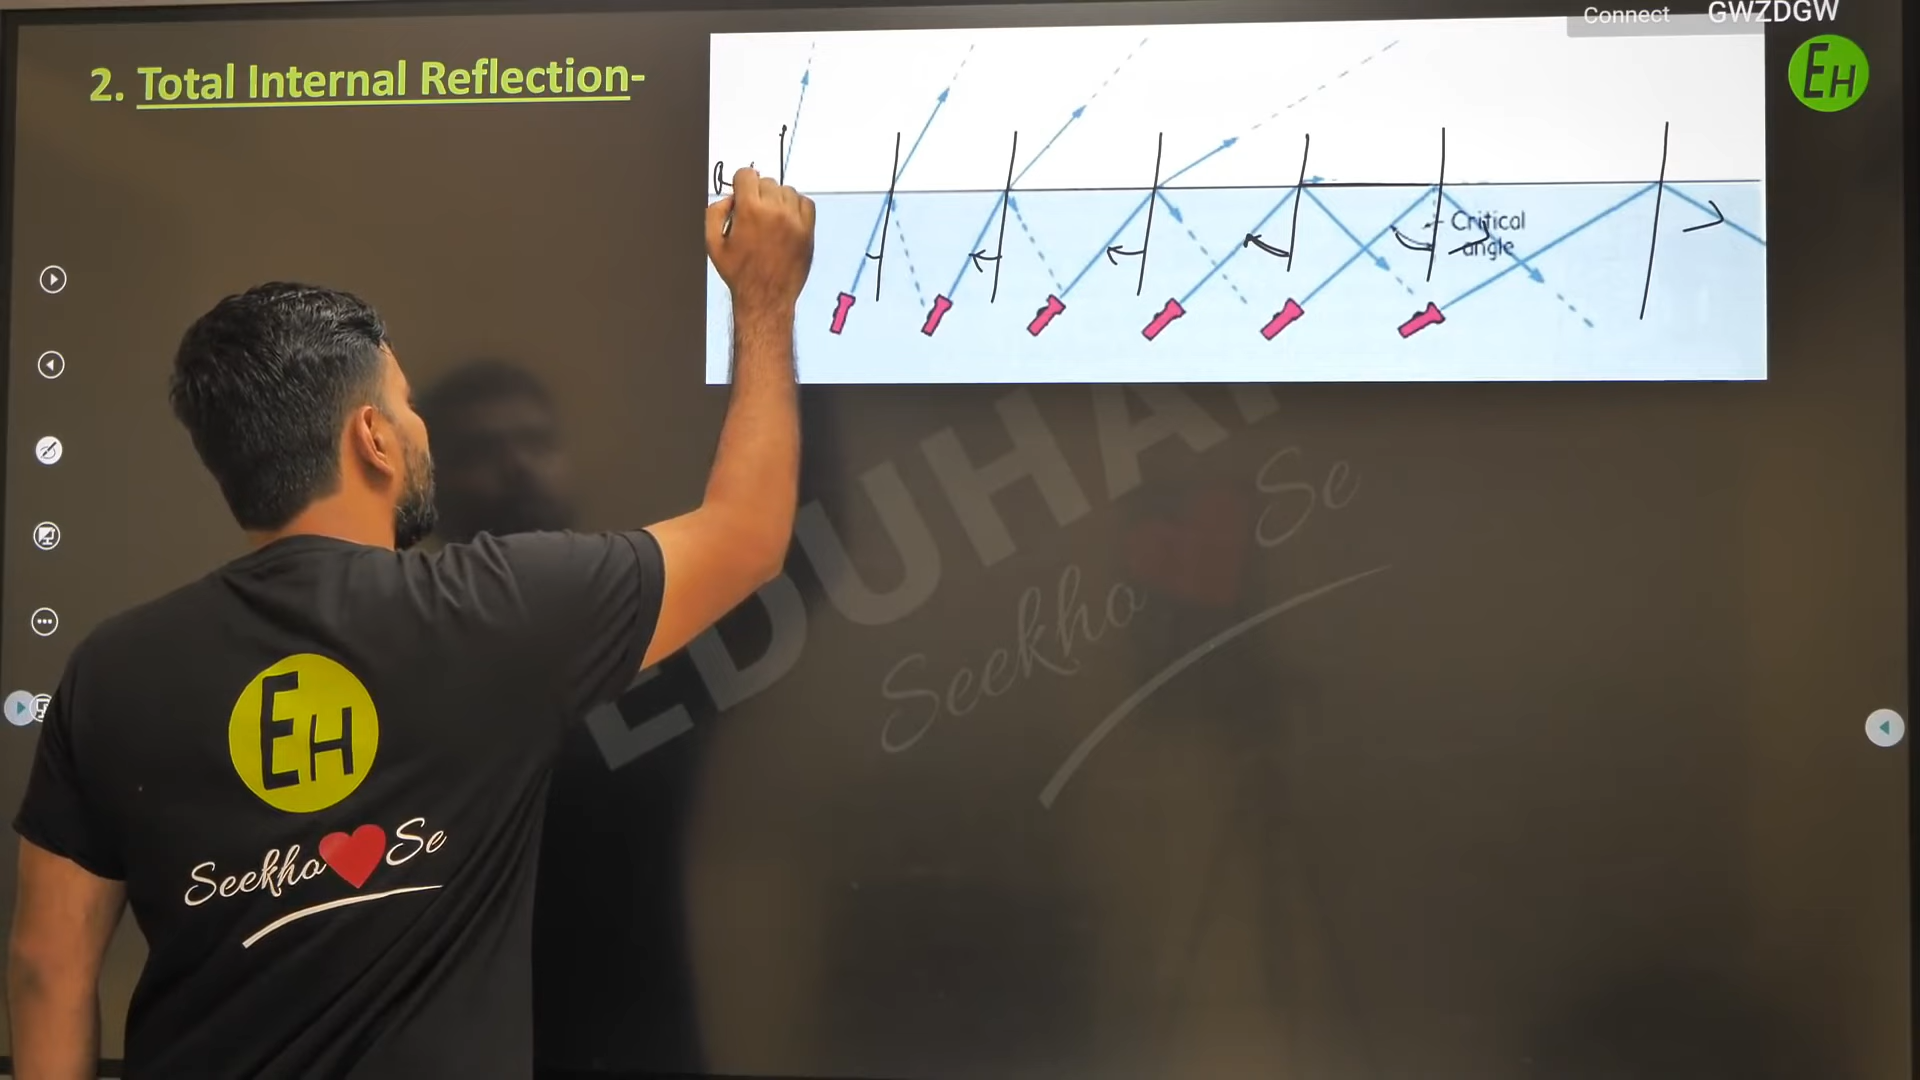 Connect GWZDGW
2. Total Internal Reflection-
EH
Critical
angle
EDUHA
Seekho Se
EH
Seekho Se